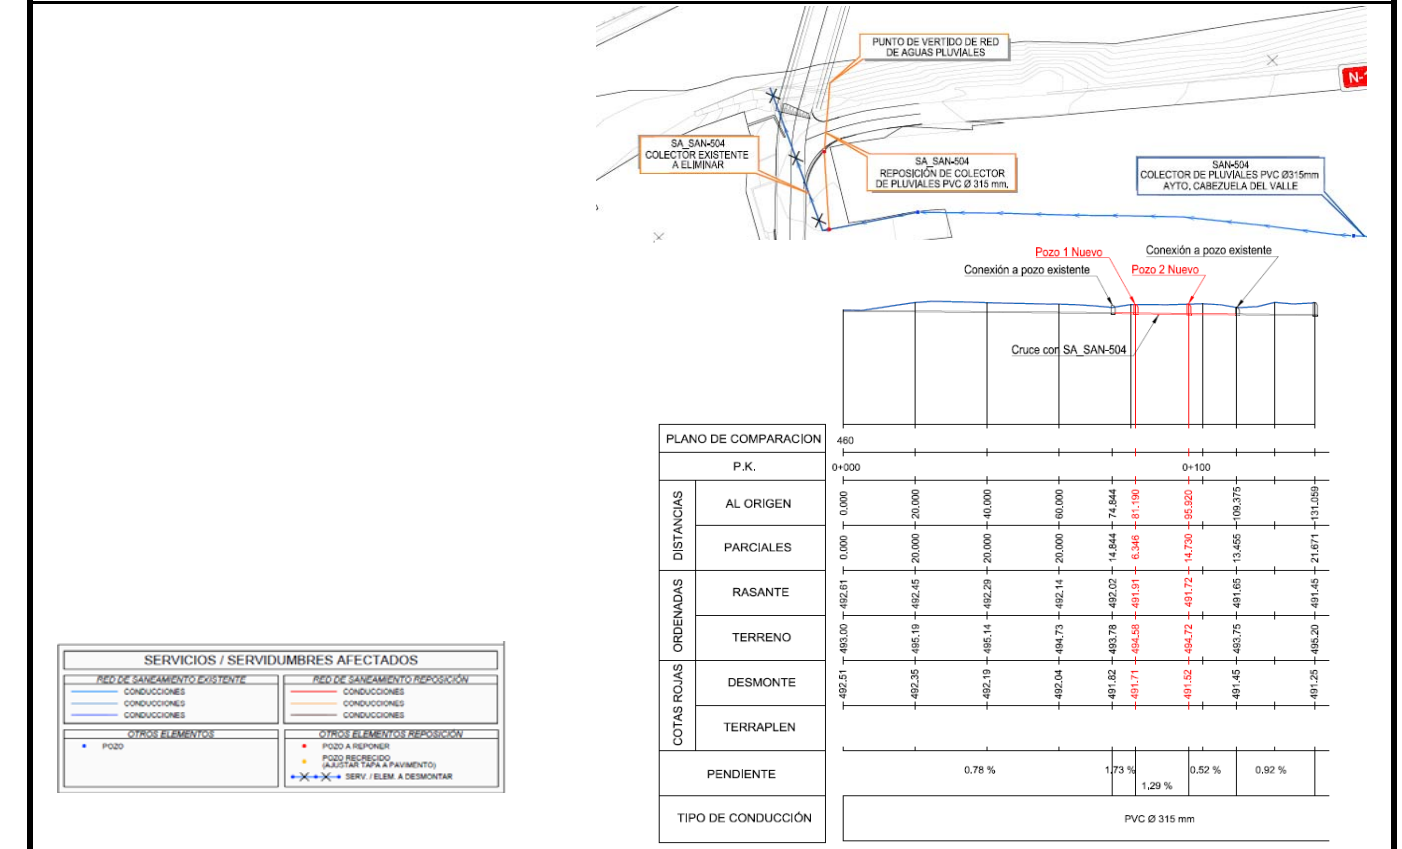 PUNTO DE VERTIDO DE RED
DE AGUAS PLUVIALES
N-1
SA_SAN-504
COLECTOR EXISTENTE
A ELIMINAR
SA_SAN-504
REPOSICIÓN DE COLECTOR
DE PLUVIALES PVC Ø 315 mm,
SAN-504
COLECTOR DE PLUVIALES PVC Ø315mm
AYTO, CABEZUELA DEL VALLE
Pozo 1 Nuevo
Conexión a pozo existente
Conexión a pozo existente
Pozo 2 Nuevo
Cruce con SA_SAN-504
PLANO DE COMPARACION 460
P.K. 0+000 0+100
DISTANCIAS
AL ORIGEN 0,000 20,000 40,000 60,000 74,844 81,190 95,920 109,375 131,059
PARCIALES 0,000 20,000 20,000 20,000 14,844 6,346 14,730 13,455 21,671
ORDENADAS
RASANTE 492,61 492,45 492,29 492,14 492,02 491,91 491,72 491,65 491,45
TERRENO 493,00 495,19 495,14 494,73 493,78 494,58 494,72 493,75 495,20
COTAS ROJAS
DESMONTE 492,51 492,35 492,19 492,04 491,82 491,71 491,52 491,45 491,25
TERRAPLEN
PENDIENTE 0,78 % 1,73 % 1,29 % 0,52 % 0,92 %
TIPO DE CONDUCCIÓN PVC Ø 315 mm
SERVICIOS / SERVIDUMBRES AFECTADOS
RED DE SANEAMIENTO EXISTENTE
CONDUCCIONES
CONDUCCIONES
CONDUCCIONES
RED DE SANEAMIENTO REPOSICIÓN
CONDUCCIONES
CONDUCCIONES
CONDUCCIONES
OTROS ELEMENTOS
POZO
OTROS ELEMENTOS REPOSICIÓN
POZO A REPONER
POZO RECRECIDO
(AJUSTAR TAPA A PAVIMENTO)
SERV. / ELEM. A DESMONTAR